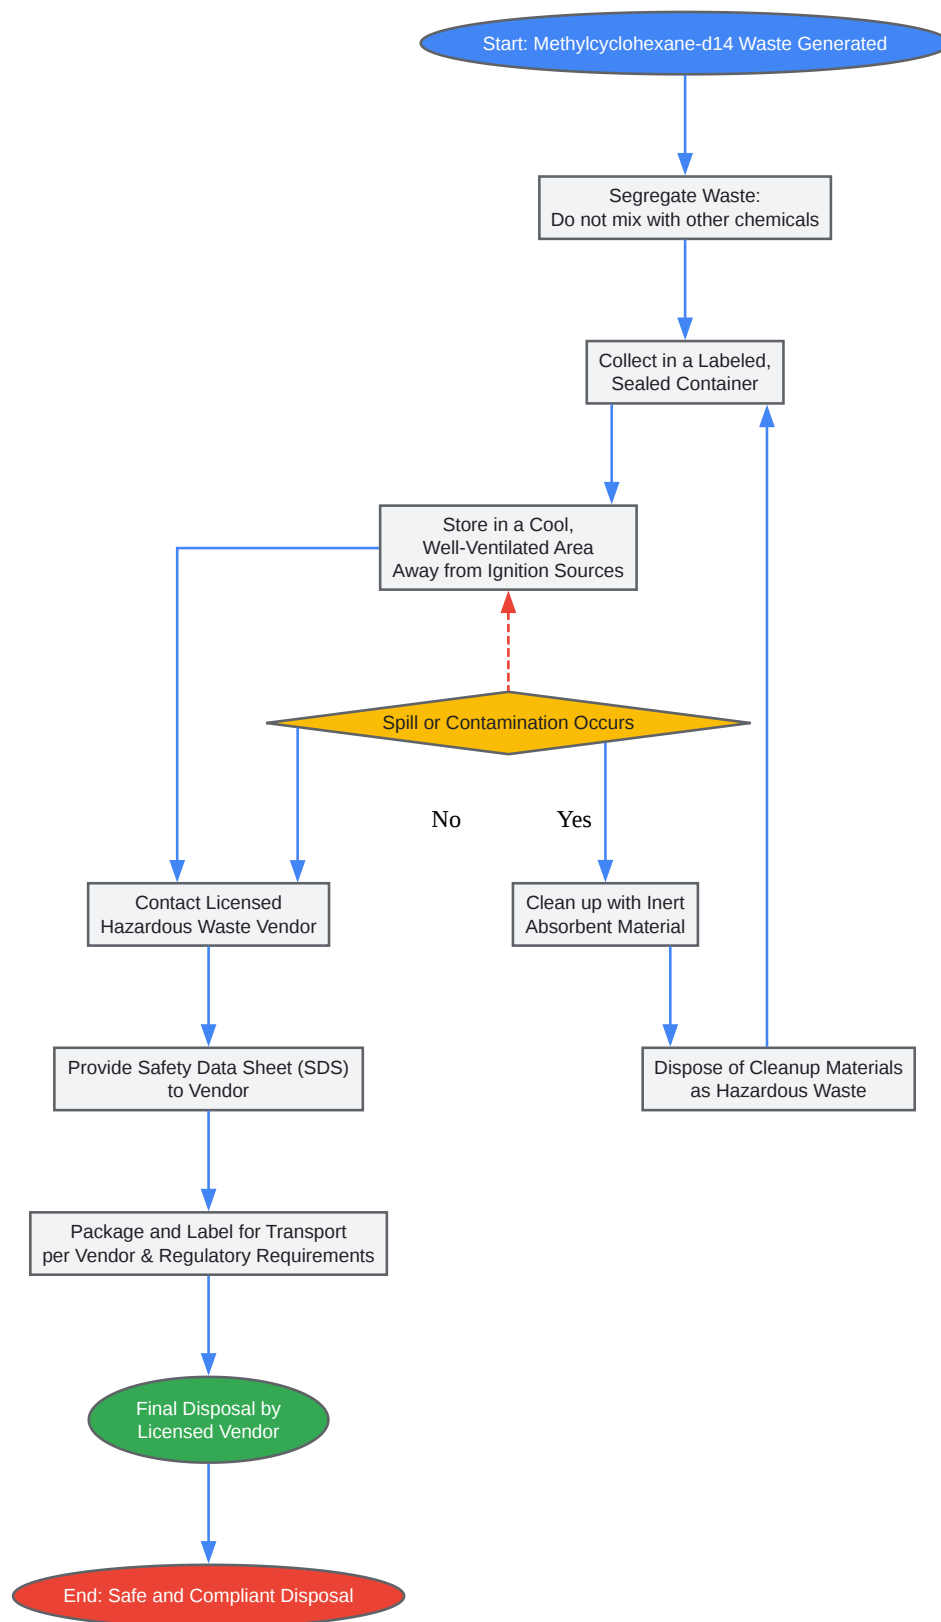 Start: Methylcyclohexane-d14 Waste Generated
Segregate Waste:
Do not mix with other chemicals
Collect in a Labeled,
Sealed Container
Store in a Cool,
Well-Ventilated Area
Away from Ignition Sources
Spill or Contamination Occurs
No
Yes
Contact Licensed
Hazardous Waste Vendor
Clean up with Inert
Absorbent Material
Provide Safety Data Sheet (SDS)
to Vendor
Dispose of Cleanup Materials
as Hazardous Waste
Package and Label for Transport
per Vendor & Regulatory Requirements
Final Disposal by
Licensed Vendor
End: Safe and Compliant Disposal